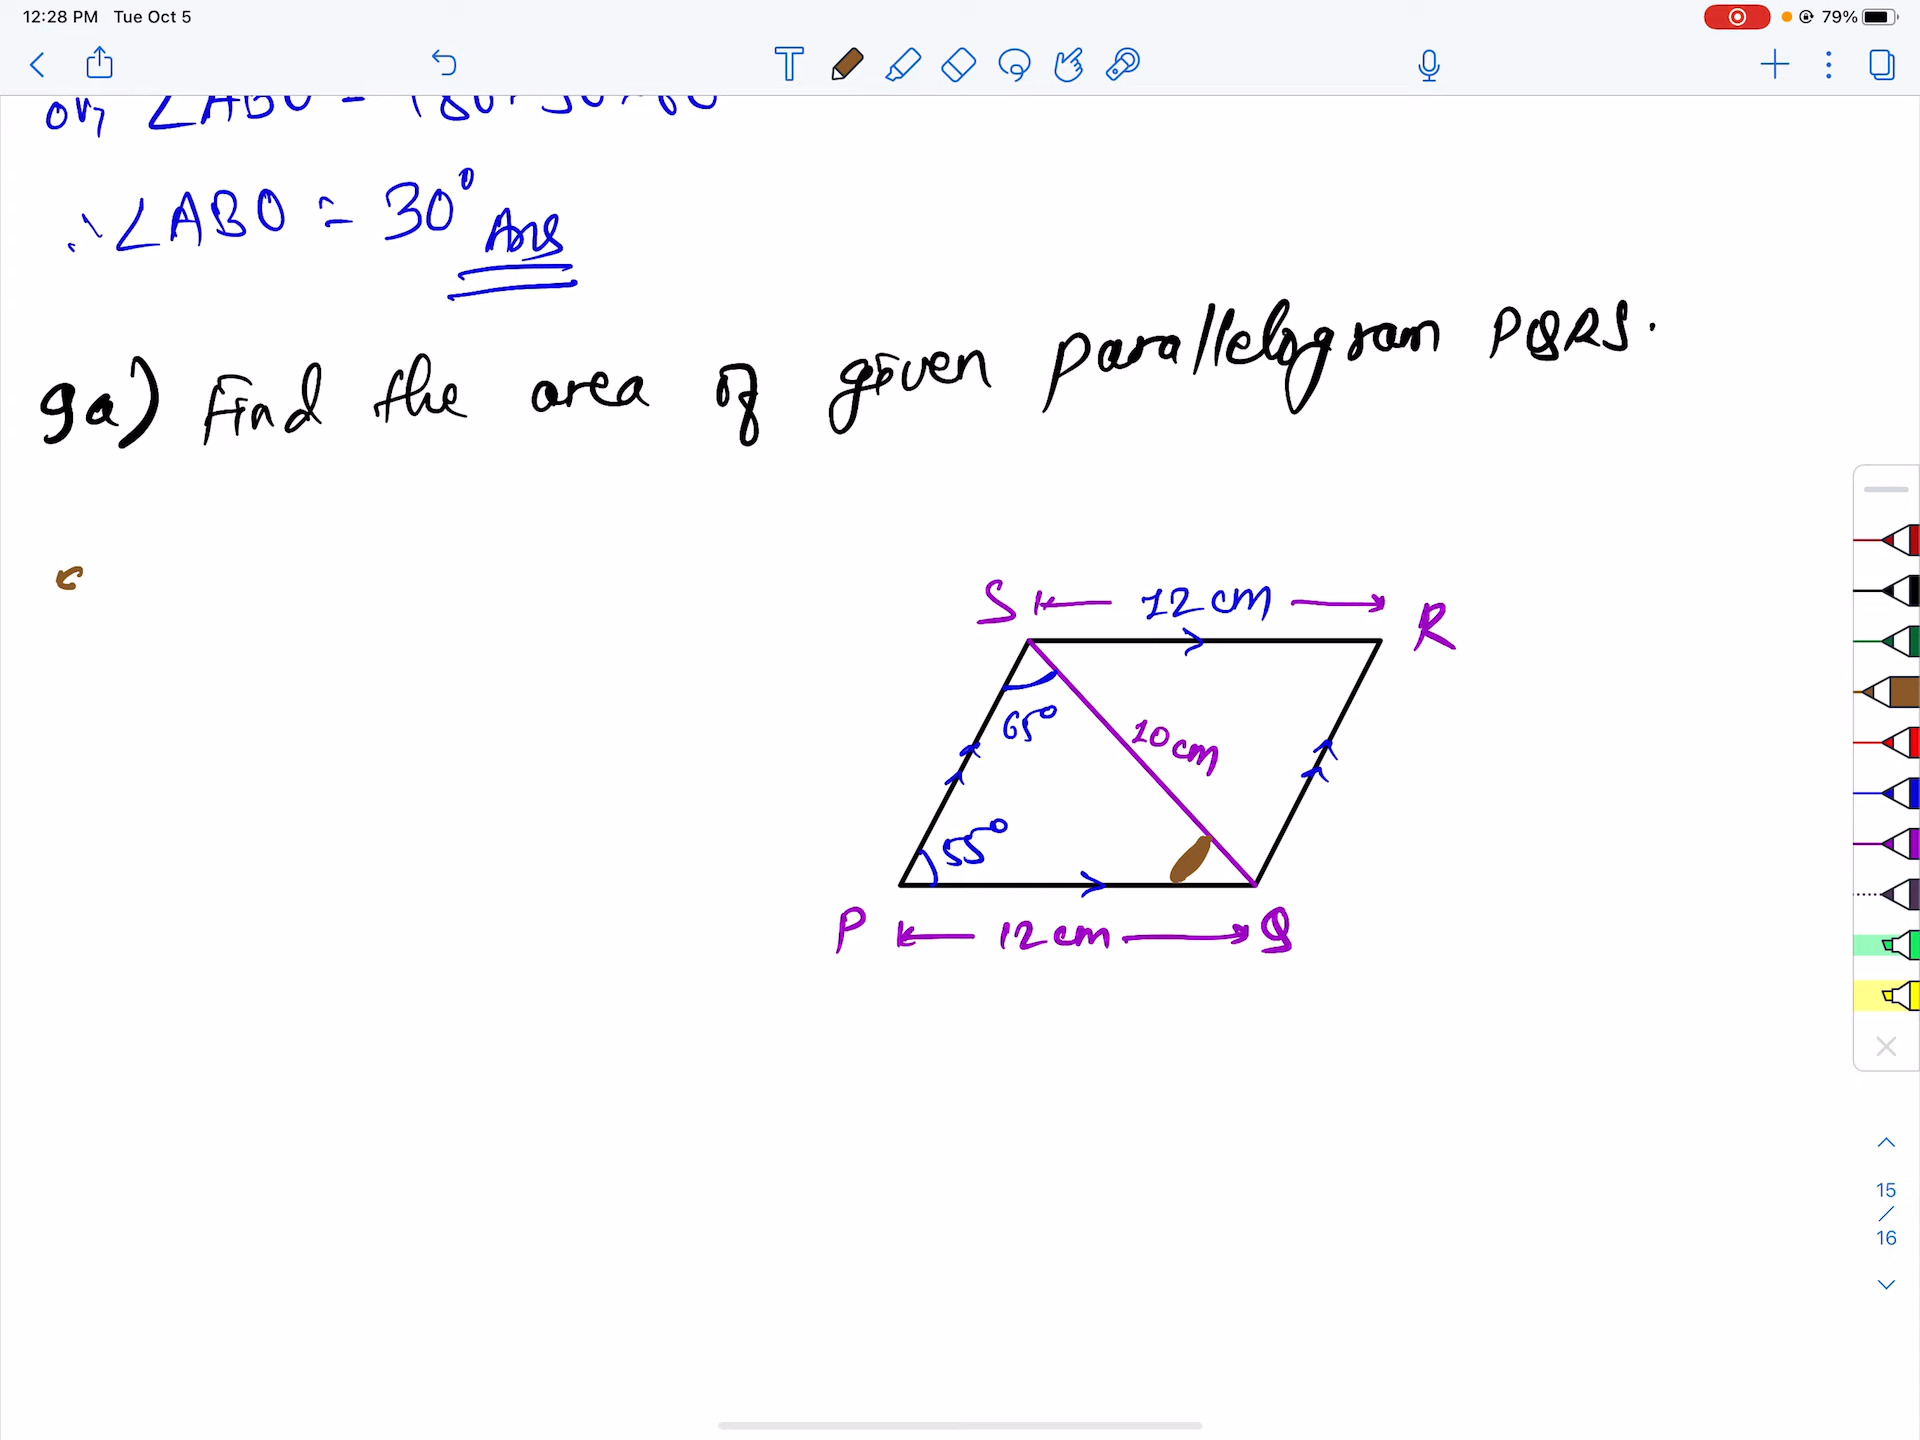 12:28 PM Tue Oct 5
79%
∴∠ABO = 30° Ans
9a) Find the area of given parallelogram PQRS.
S 12 cm R
65°
10 cm
55°
P 12 cm Q
15
/
16